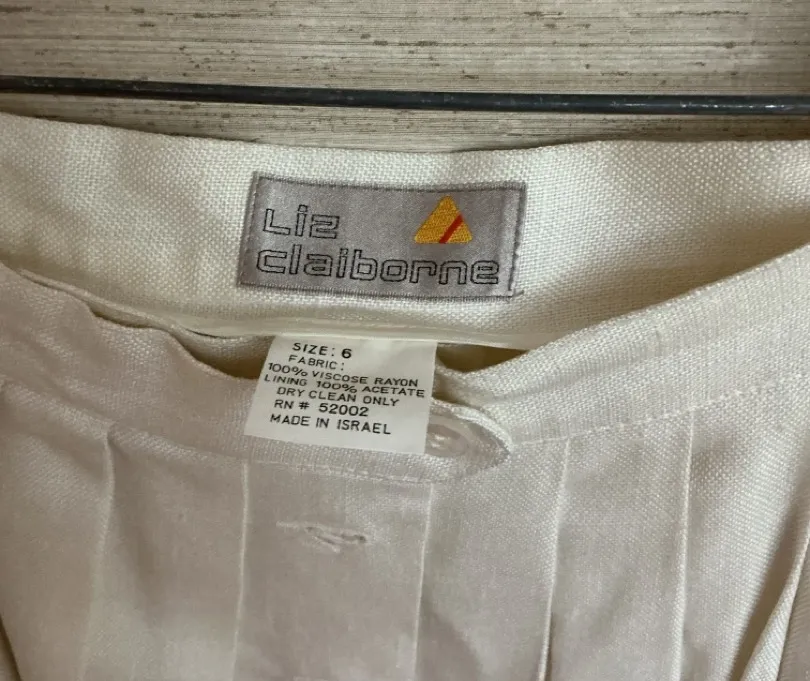 Liz
claiborne
SIZE: 6
FABRIC:
100% VISCOSE RAYON
LINING 100% ACETATE
DRY CLEAN ONLY
RN # 52002
MADE IN ISRAEL